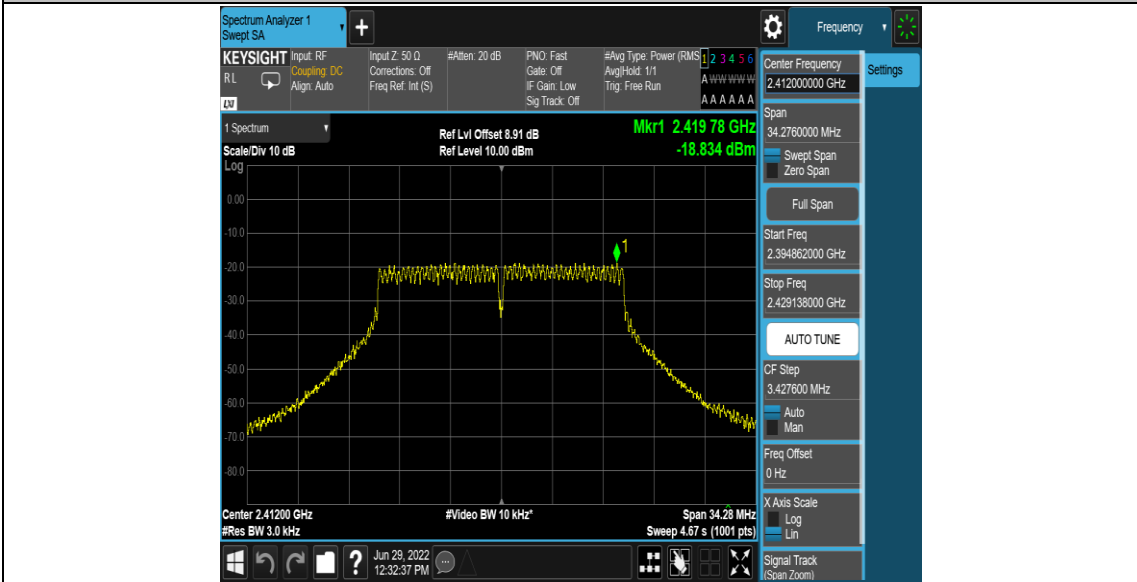 Spectrum Analyzer 1
Swept SA
+
Frequency
KEYSIGHT
RL
LXI
Input: RF
Coupling: DC
Align: Auto
Input Z: 50 Ω
Corrections: Off
Freq Ref: Int (S)
#Atten: 20 dB
PNO: Fast
Gate: Off
IF Gain: Low
Sig Track: Off
#Avg Type: Power (RMS
Avg|Hold: 1/1
Trig: Free Run
1 2 3 4 5 6
A W W W W W
A A A A A A
1 Spectrum
Scale/Div 10 dB
Log
Ref Lvl Offset 8.91 dB
Ref Level 10.00 dBm
Mkr1 2.419 78 GHz
-18.834 dBm
0.00
-10.0
-20.0
-30.0
-40.0
-50.0
-60.0
-70.0
-80.0
1
Center 2.41200 GHz
#Res BW 3.0 kHz
#Video BW 10 kHz*
Span 34.28 MHz
Sweep 4.67 s (1001 pts)
?
Jun 29, 2022
12:32:37 PM
Center Frequency
2.412000000 GHz
Settings
Span
34.2760000 MHz
Swept Span
Zero Span
Full Span
Start Freq
2.394862000 GHz
Stop Freq
2.429138000 GHz
AUTO TUNE
CF Step
3.427600 MHz
Auto
Man
Freq Offset
0 Hz
X Axis Scale
Log
Lin
Signal Track
(Span Zoom)